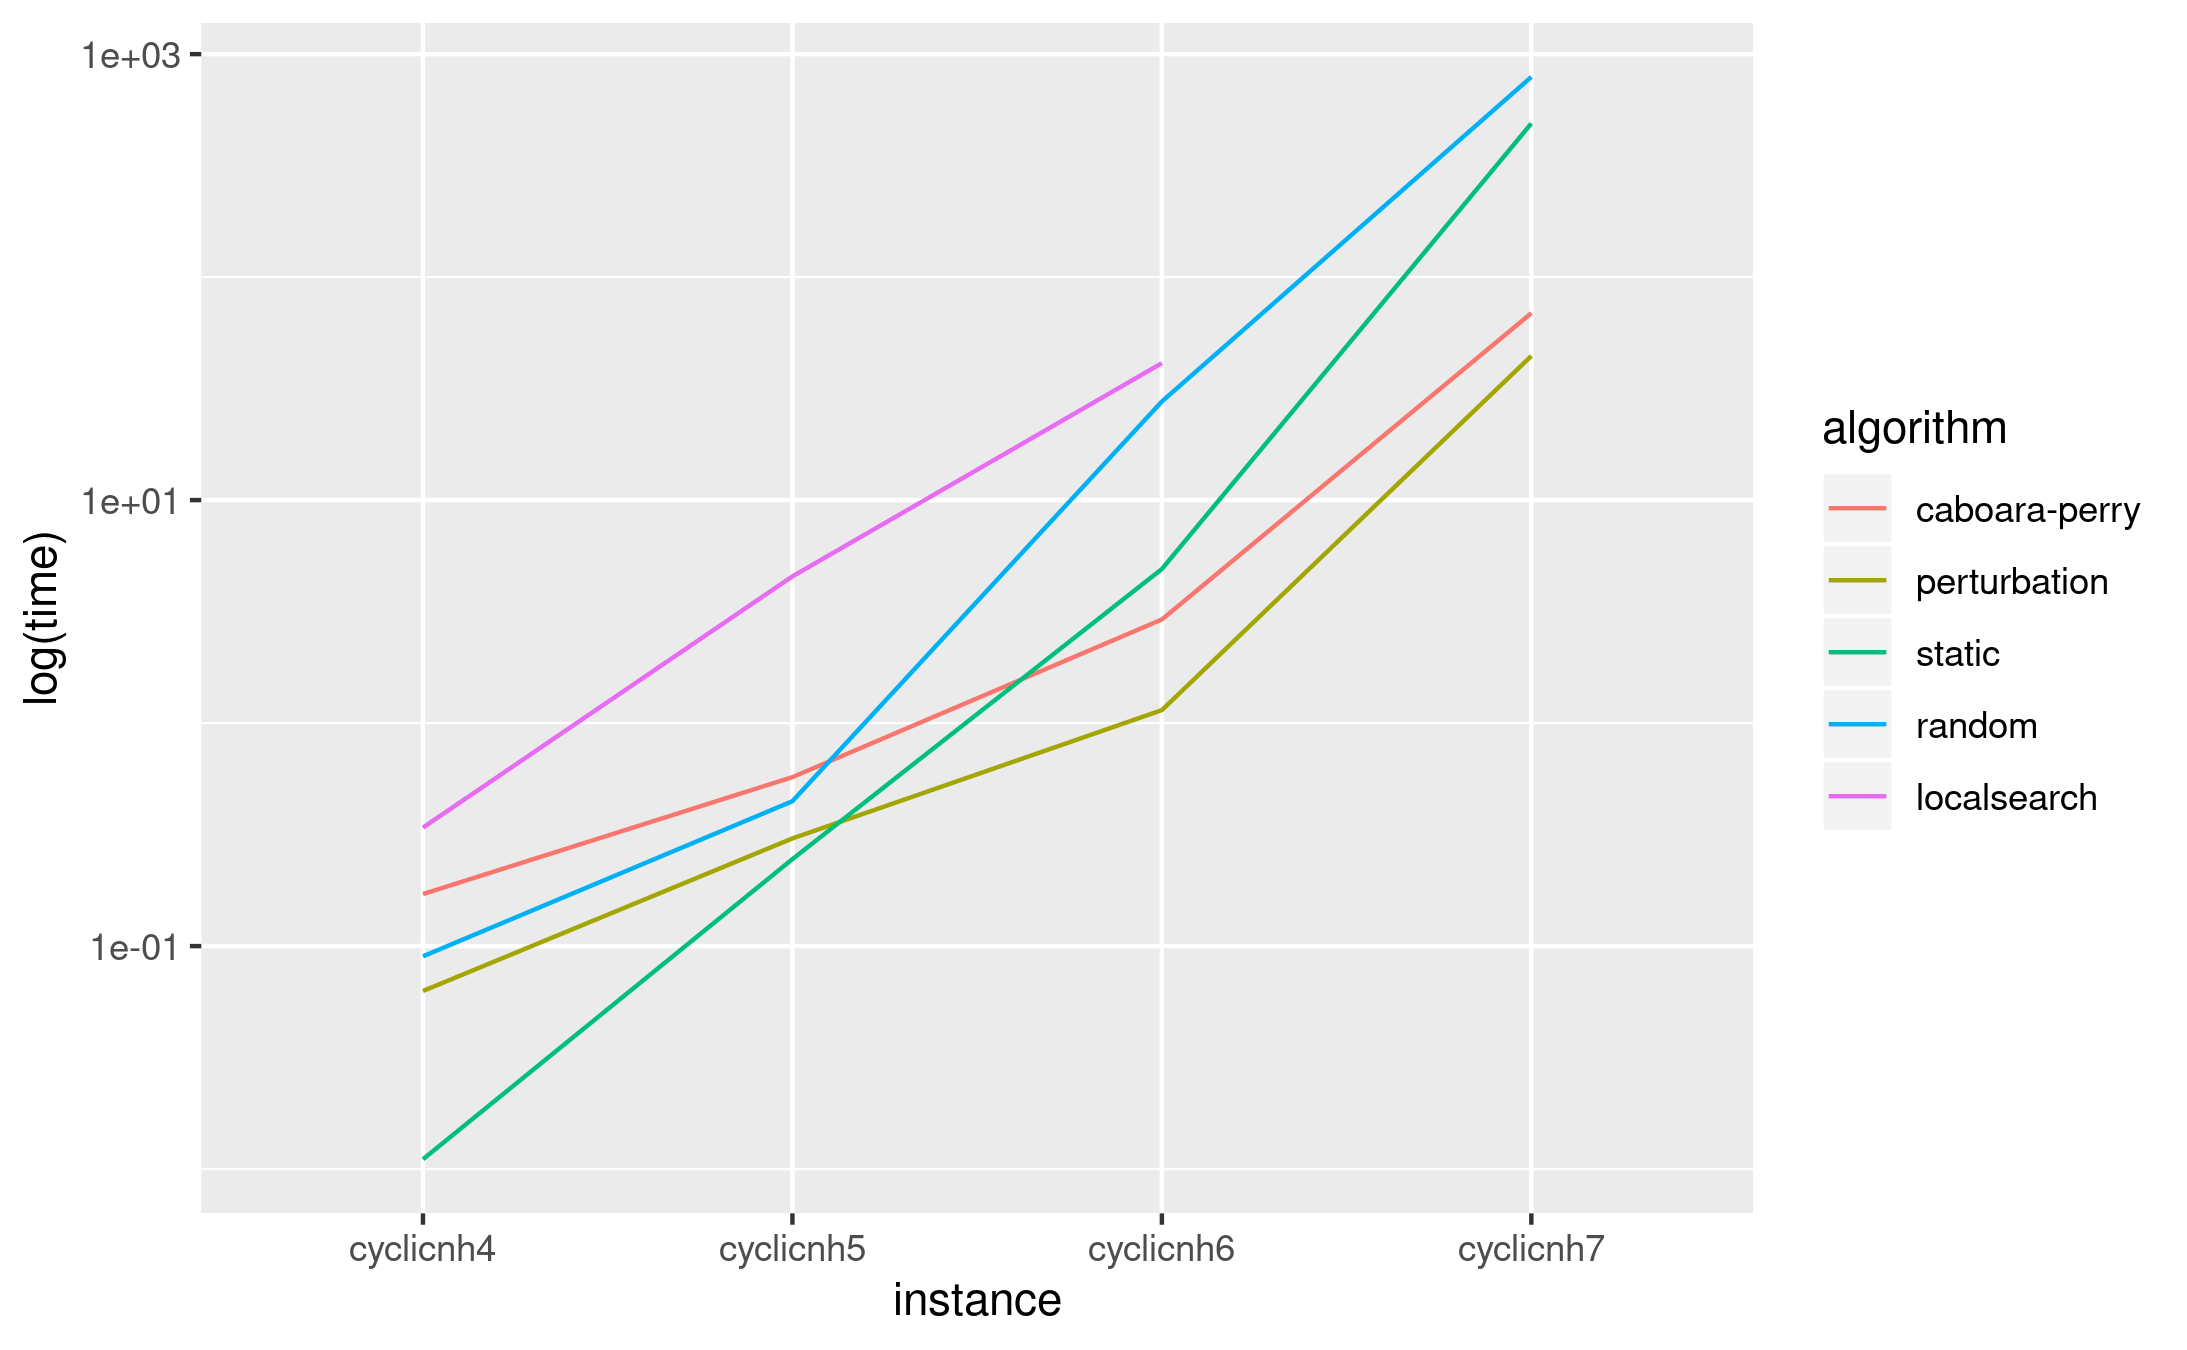 1e+03
1e+01
1e-01
log(time)
cyclicnh4
cyclicnh5
cyclicnh6
cyclicnh7
instance
algorithm
caboara-perry
perturbation
static
random
localsearch